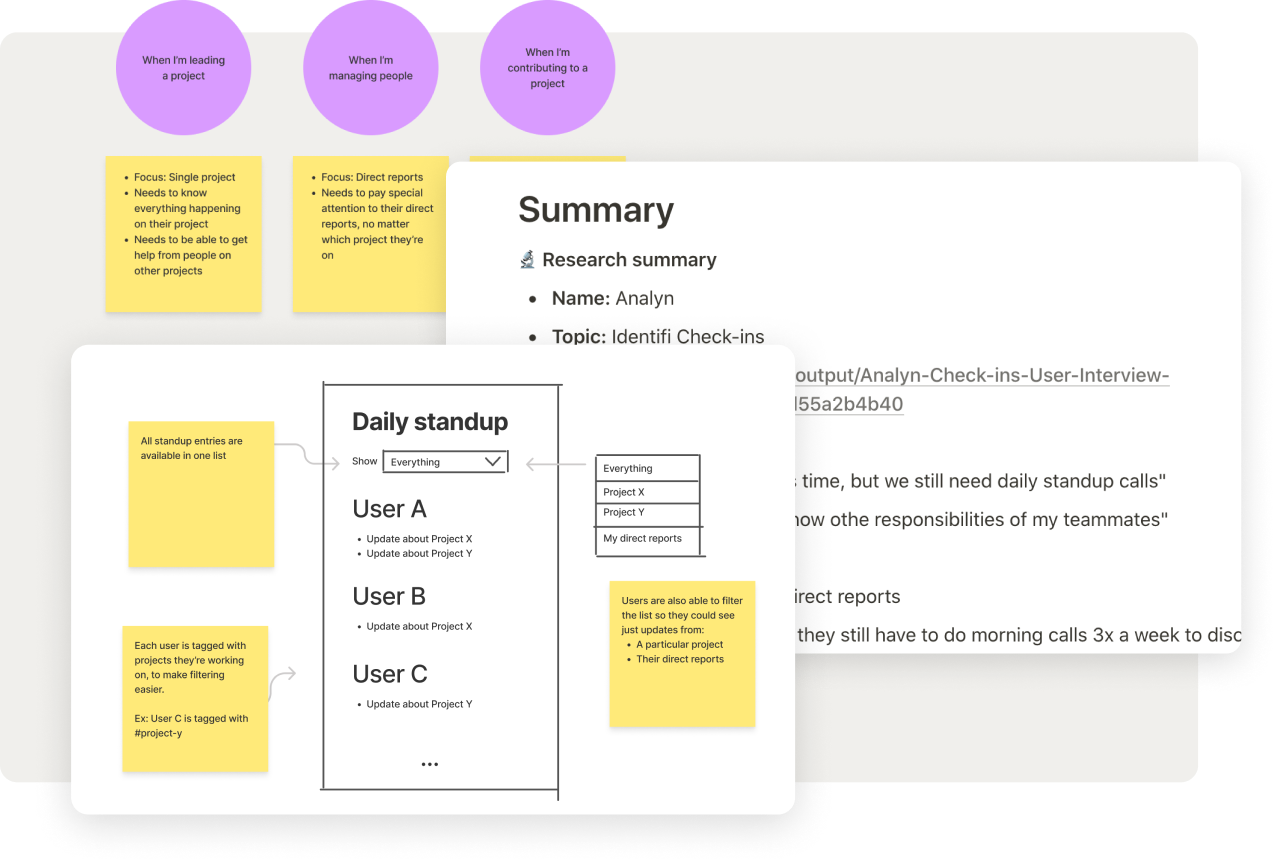 When I'm leading
a project
When I'm
managing people
When I'm
contributing to a
project
• Focus: Single project
• Needs to know
everything happening
on their project
• Needs to be able to get
help from people on
other projects
• Focus: Direct reports
• Needs to pay special
attention to their direct
reports, no matter
which project they're
on
Summary
🔬 Research summary
• Name: Analyn
• Topic: Identifi Check-ins
output/Analyn-Check-ins-User-Interview-
55a2b4b40
time, but we still need daily standup calls"
othe responsibilities of my teammates"
direct reports
they still have to do morning calls 3x a week to disc
All standup entries are
available in one list
Each user is tagged with
projects they're working
on, to make filtering
easier.
Ex: User C is tagged with
#project-y
Daily standup
Show Everything
User A
• Update about Project X
• Update about Project Y
User B
• Update about Project X
User C
• Update about Project Y
...
Everything
Project X
Project Y
My direct reports
Users are also able to filter
the list so they could see
just updates from:
• A particular project
• Their direct reports